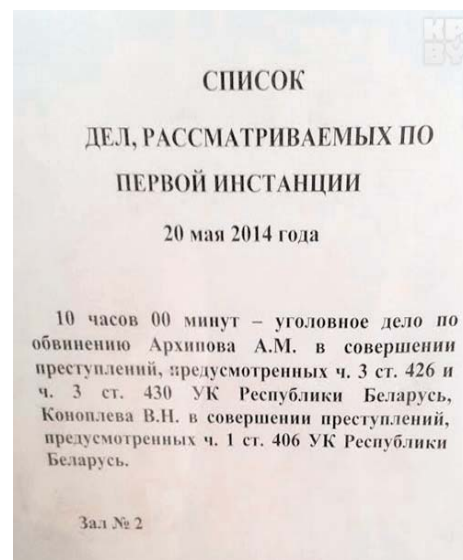 КР
BY
СПИСОК
ДЕЛ, РАССМАТРИВАЕМЫХ ПО
ПЕРВОЙ ИНСТАНЦИИ
20 мая 2014 года
10 часов 00 минут – уголовное дело по
обвинению Архипова А.М. в совершении
преступлений, предусмотренных ч. 3 ст. 426 и
ч. 3 ст. 430 УК Республики Беларусь,
Коноплева В.Н. в совершении преступлений,
предусмотренных ч. 1 ст. 406 УК Республики
Беларусь.
Зал № 2